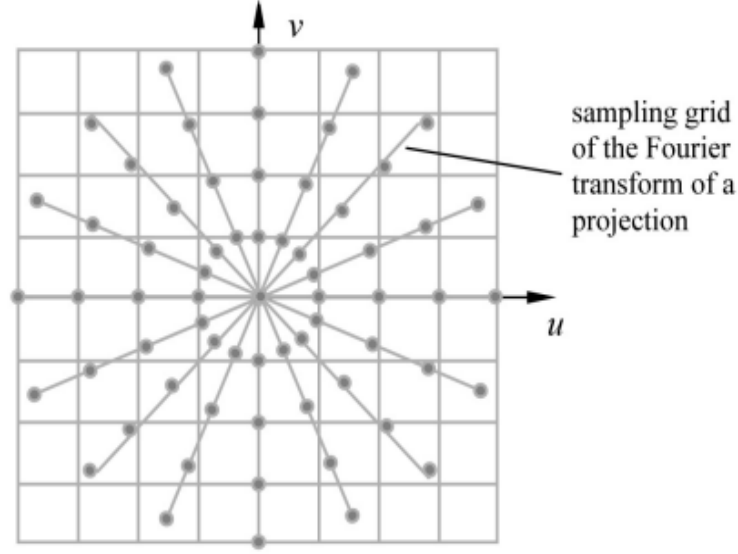 v
sampling grid
of the Fourier
transform of a
projection
u